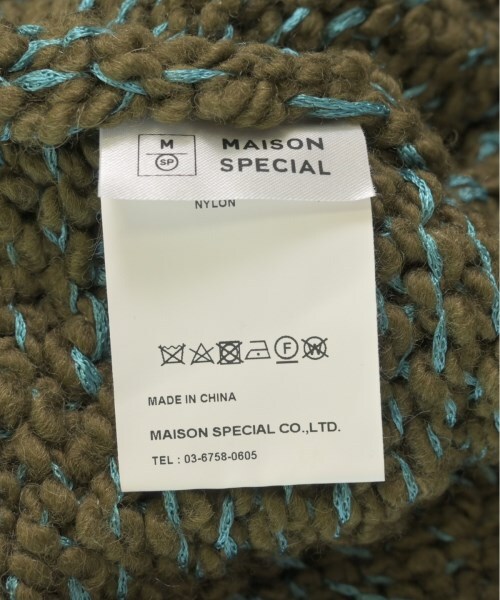 M
SP
MAISON
SPECIAL
NYLON
F
W
MADE IN CHINA
MAISON SPECIAL CO.,LTD.
TEL : 03-6758-0605